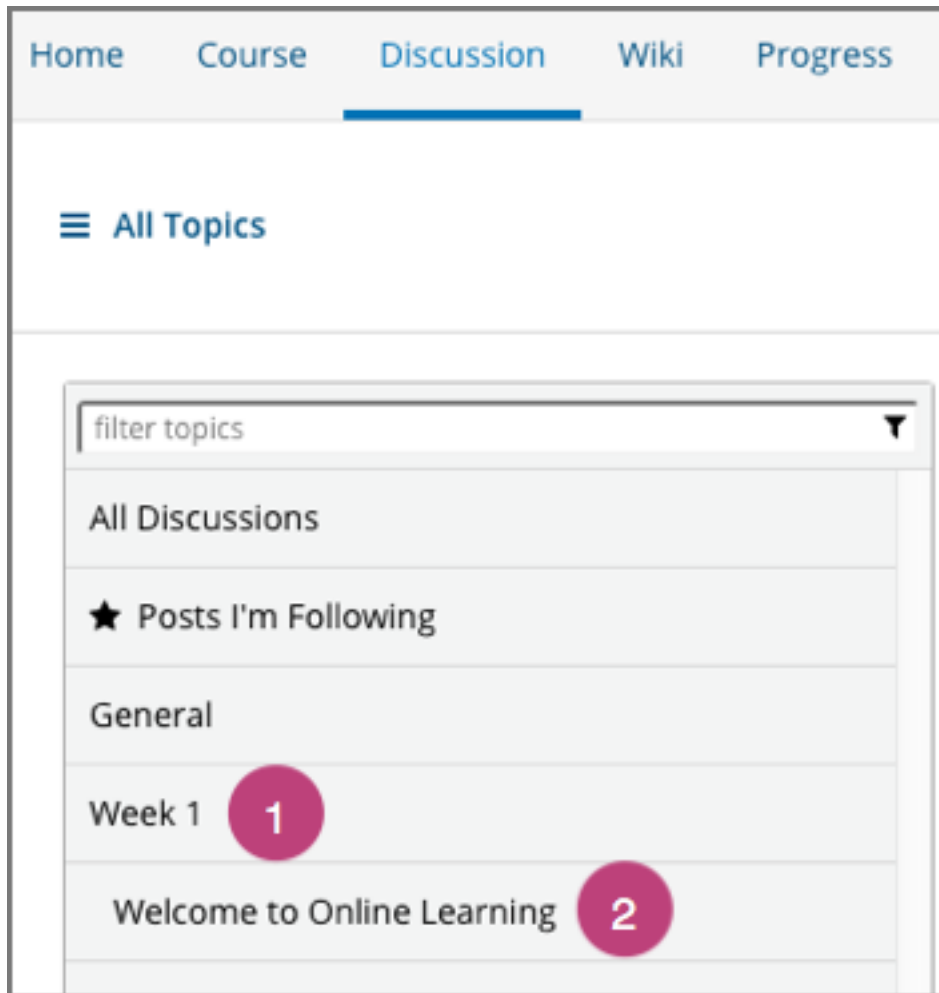 Home Course Discussion Wiki Progress
All Topics
filter topics
All Discussions
Posts I'm Following
General
Week 1 1
Welcome to Online Learning 2